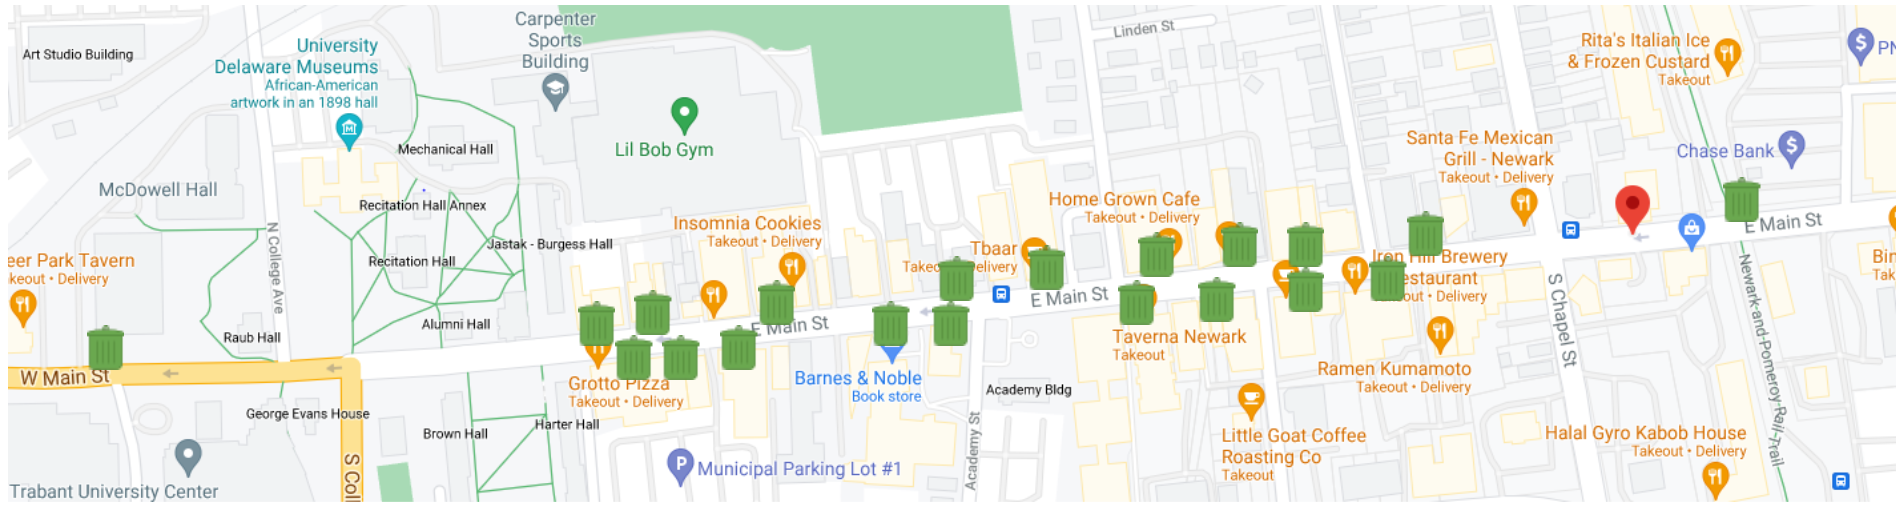 Art Studio Building
University
Delaware Museums
African-American
artwork in an 1898 hall
Carpenter
Sports
Building
Linden St
Rita's Italian Ice
& Frozen Custard
Takeout
PN
Mechanical Hall
Lil Bob Gym
Santa Fe Mexican
Grill - Newark
Takeout • Delivery
Chase Bank
McDowell Hall
Recitation Hall Annex
Home Grown Cafe
Takeout • Delivery
Insomnia Cookies
Takeout • Delivery
E Main St
N College Ave
Jastak - Burgess Hall
Tbaar
elivery
eer Park Tavern
keout • Delivery
Recitation Hall
Iron Hill Brewery
estaurant
out • Delivery
Bin
Tak
E Main St
Raub Hall
Alumni Hall
E Main St
S Chapel St
Newark-and-Pomeroy-Rail-Trail
Taverna Newark
Takeout
W Main St
Grotto Pizza
Takeout • Delivery
Barnes & Noble
Book store
Academy Bldg
Ramen Kumamoto
Takeout • Delivery
George Evans House
Brown Hall
Harter Hall
Academy St
Little Goat Coffee
Roasting Co
Takeout
Halal Gyro Kabob House
Takeout • Delivery
S Coll
P
Municipal Parking Lot #1
Trabant University Center